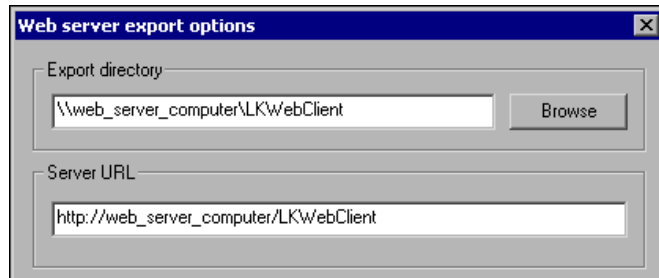 Web server export options
Export directory
\\web_server_computer\LKWebClient
Browse
Server URL
http://web_server_computer/LKWebClient